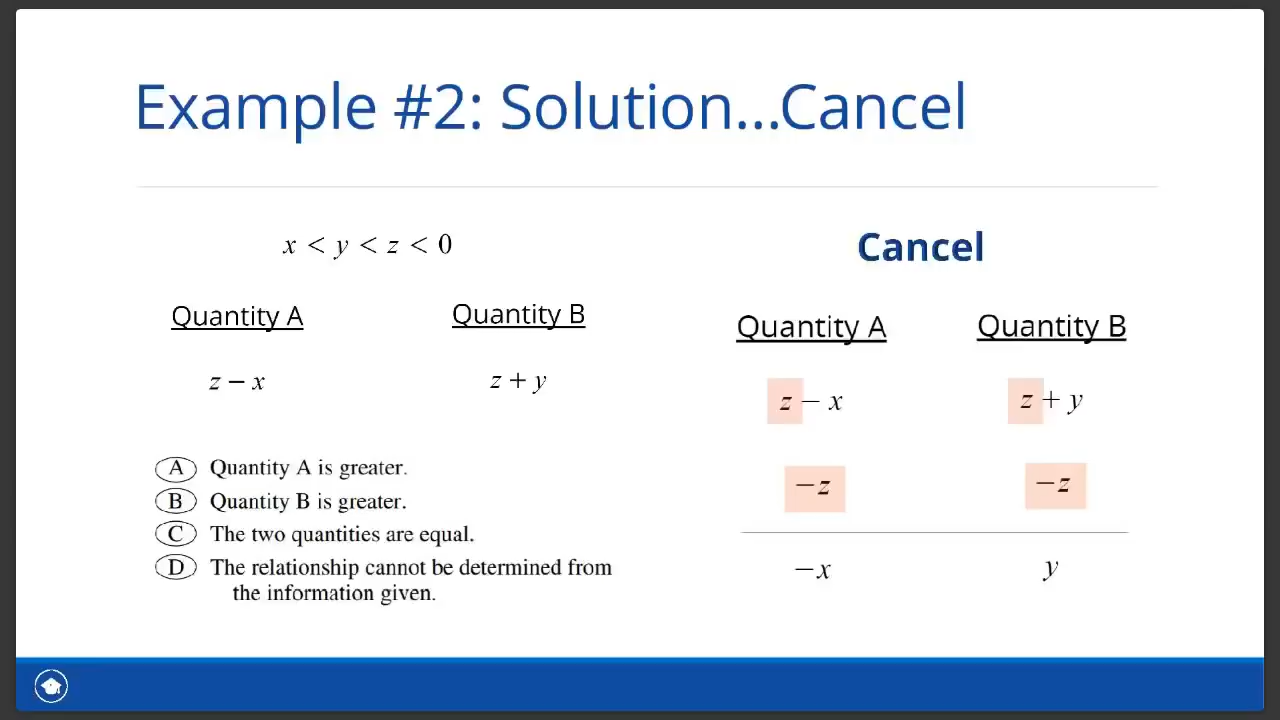 Example #2: Solution...Cancel
x < y < z < 0
Quantity A Quantity B
z − x z + y
A Quantity A is greater.
B Quantity B is greater.
C The two quantities are equal.
D The relationship cannot be determined from
the information given.
Cancel
Quantity A Quantity B
z − x z + y
−z −z
−x y